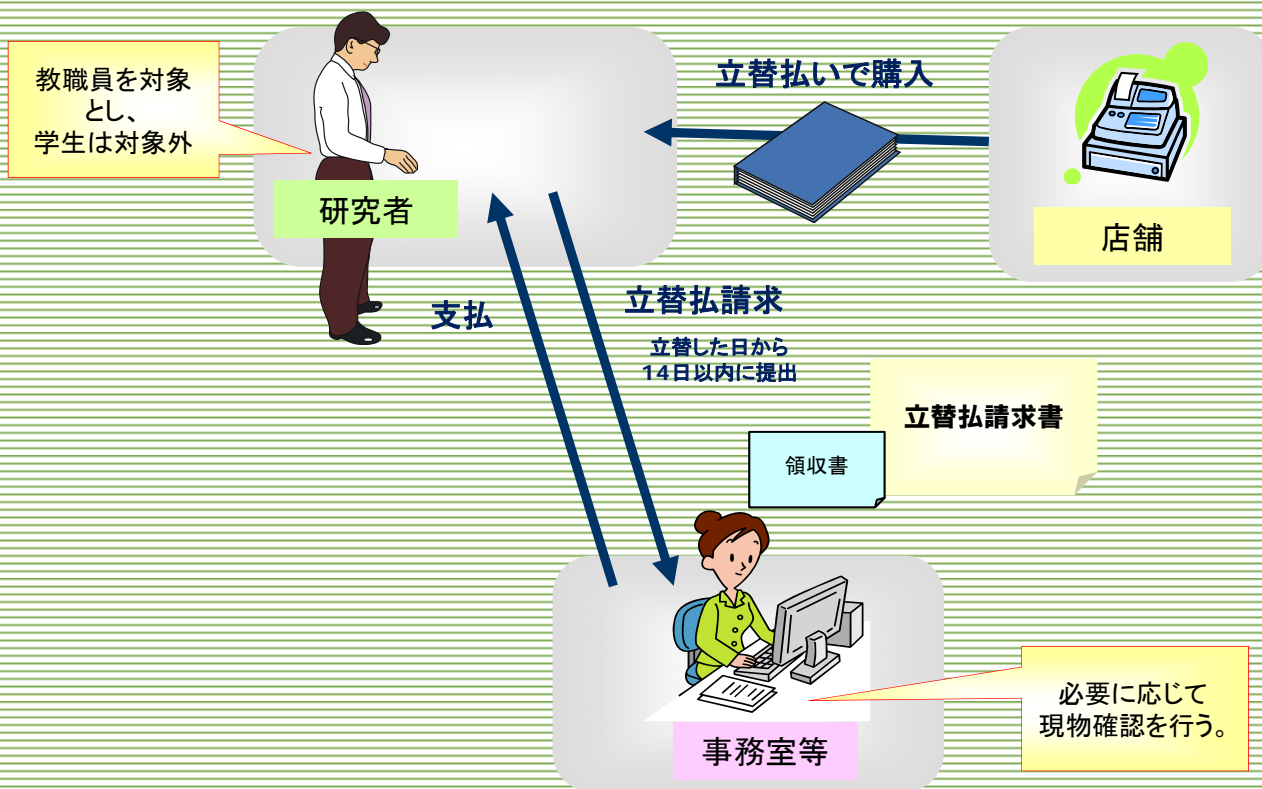 教職員を対象
とし、
学生は対象外
研究者
立替払いで購入
店舗
支払
立替払請求
立替した日から
14日以内に提出
立替払請求書
領収書
事務室等
必要に応じて
現物確認を行う。